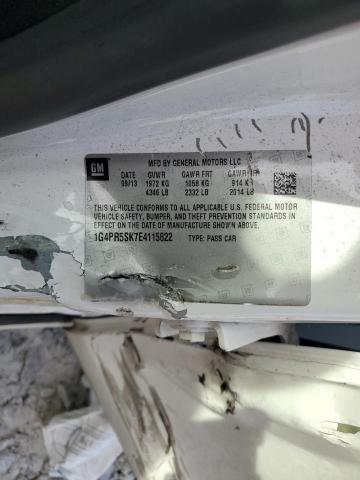 GM
MFD BY GENERAL MOTORS LLC
DATE GVWR GAWR FRT GAWR RR
09/13 1972 KG 1058 KG 914 KG
4346 LB 2332 LB 2014 LB
THIS VEHICLE CONFORMS TO ALL APPLICABLE U.S. FEDERAL MOTOR
VEHICLE SAFETY, BUMPER, AND THEFT PREVENTION STANDARDS IN
EFFECT ON THE DATE OF MANUFACTURE SHOWN ABOVE.
1G4PR5SK7E4115822 TYPE: PASS CAR